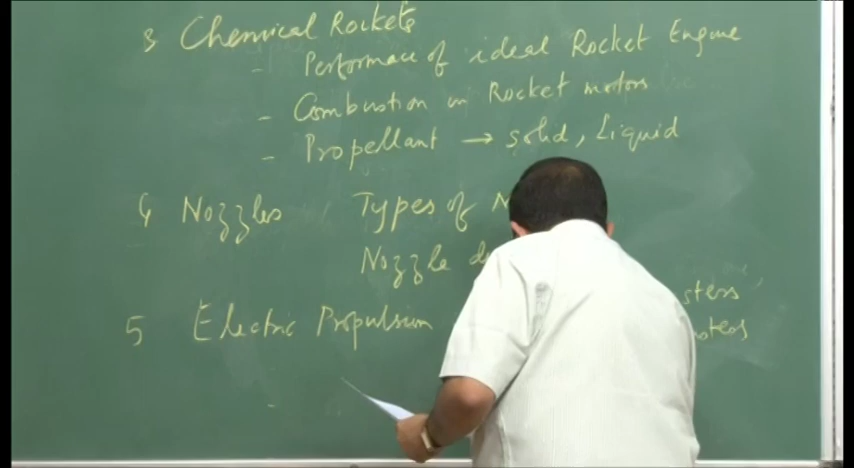 3 Chemical Rockets
- Performace of ideal Rocket Engine
- Combustion in Rocket motors
- Propellant → solid, Liquid
4 Nozzles Types of
Nozzle
5 Electric Propulsion